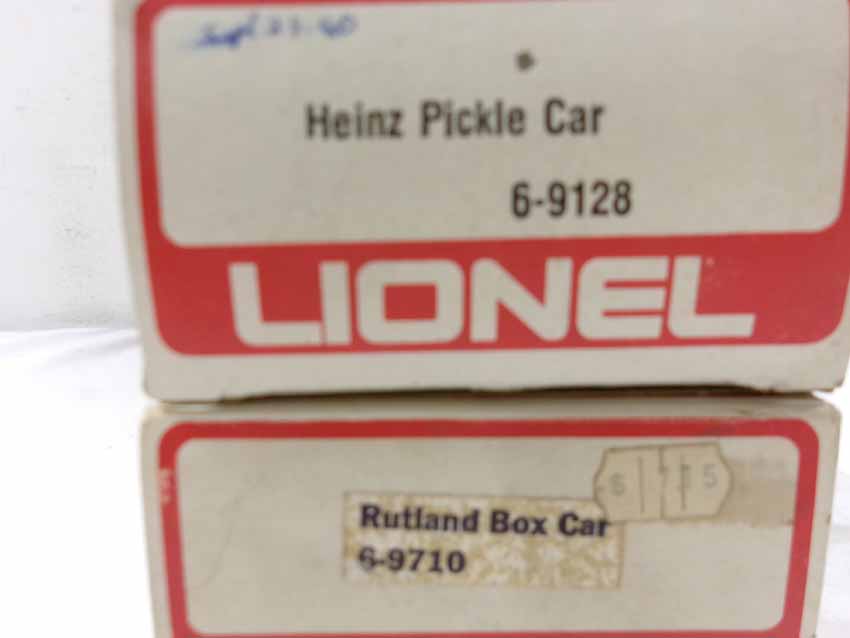 Heinz Pickle Car
6-9128
LIONEL
Rutland Box Car
6-9710